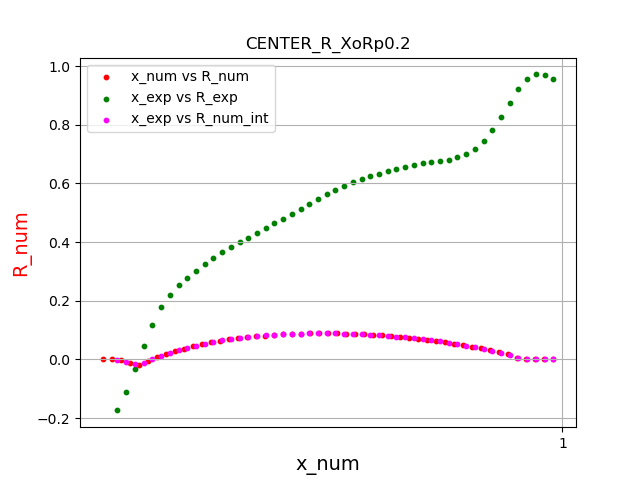 CENTER_R_XoRp0.2
x_num vs R_num
x_exp vs R_exp
x_exp vs R_num_int
1.0
0.8
0.6
0.4
0.2
0.0
−0.2
R_num
1
x_num